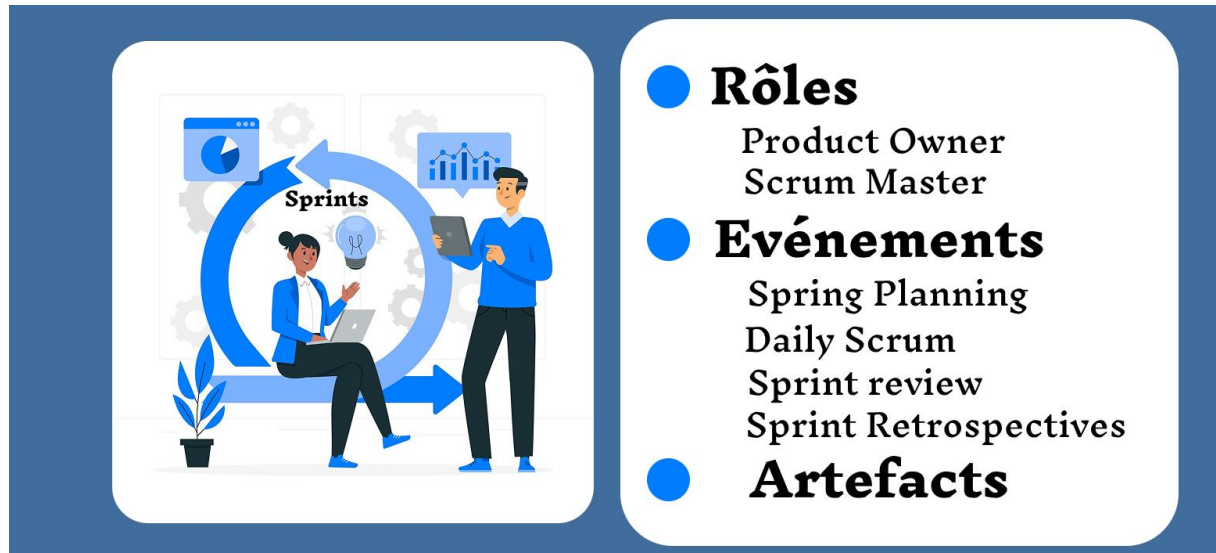 Sprints
Rôles
Product Owner
Scrum Master
Evénements
Spring Planning
Daily Scrum
Sprint review
Sprint Retrospectives
Artefacts